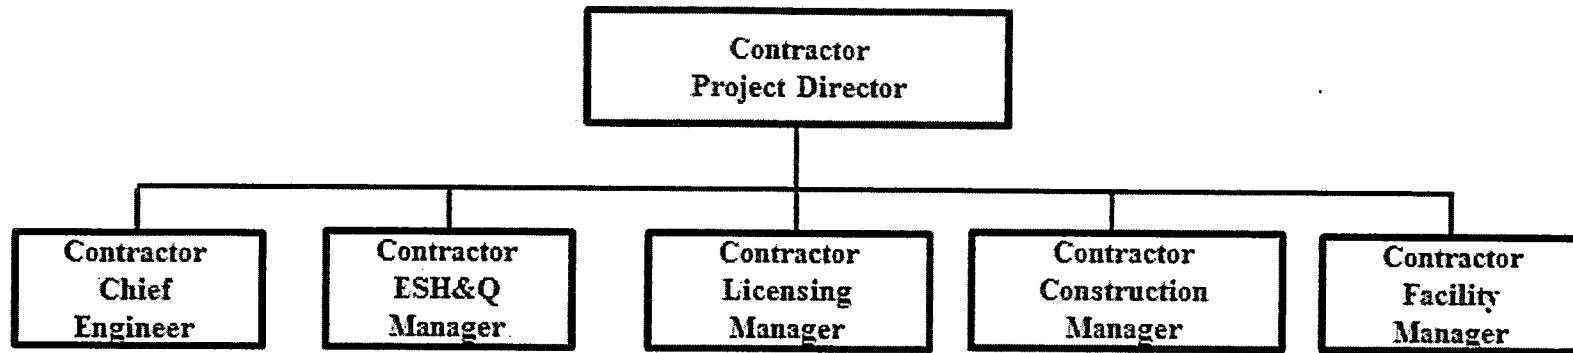 Contractor
Project Director
Contractor
Chief
Engineer
Contractor
ESH&Q
Manager
Contractor
Licensing
Manager
Contractor
Construction
Manager
Contractor
Facility
Manager